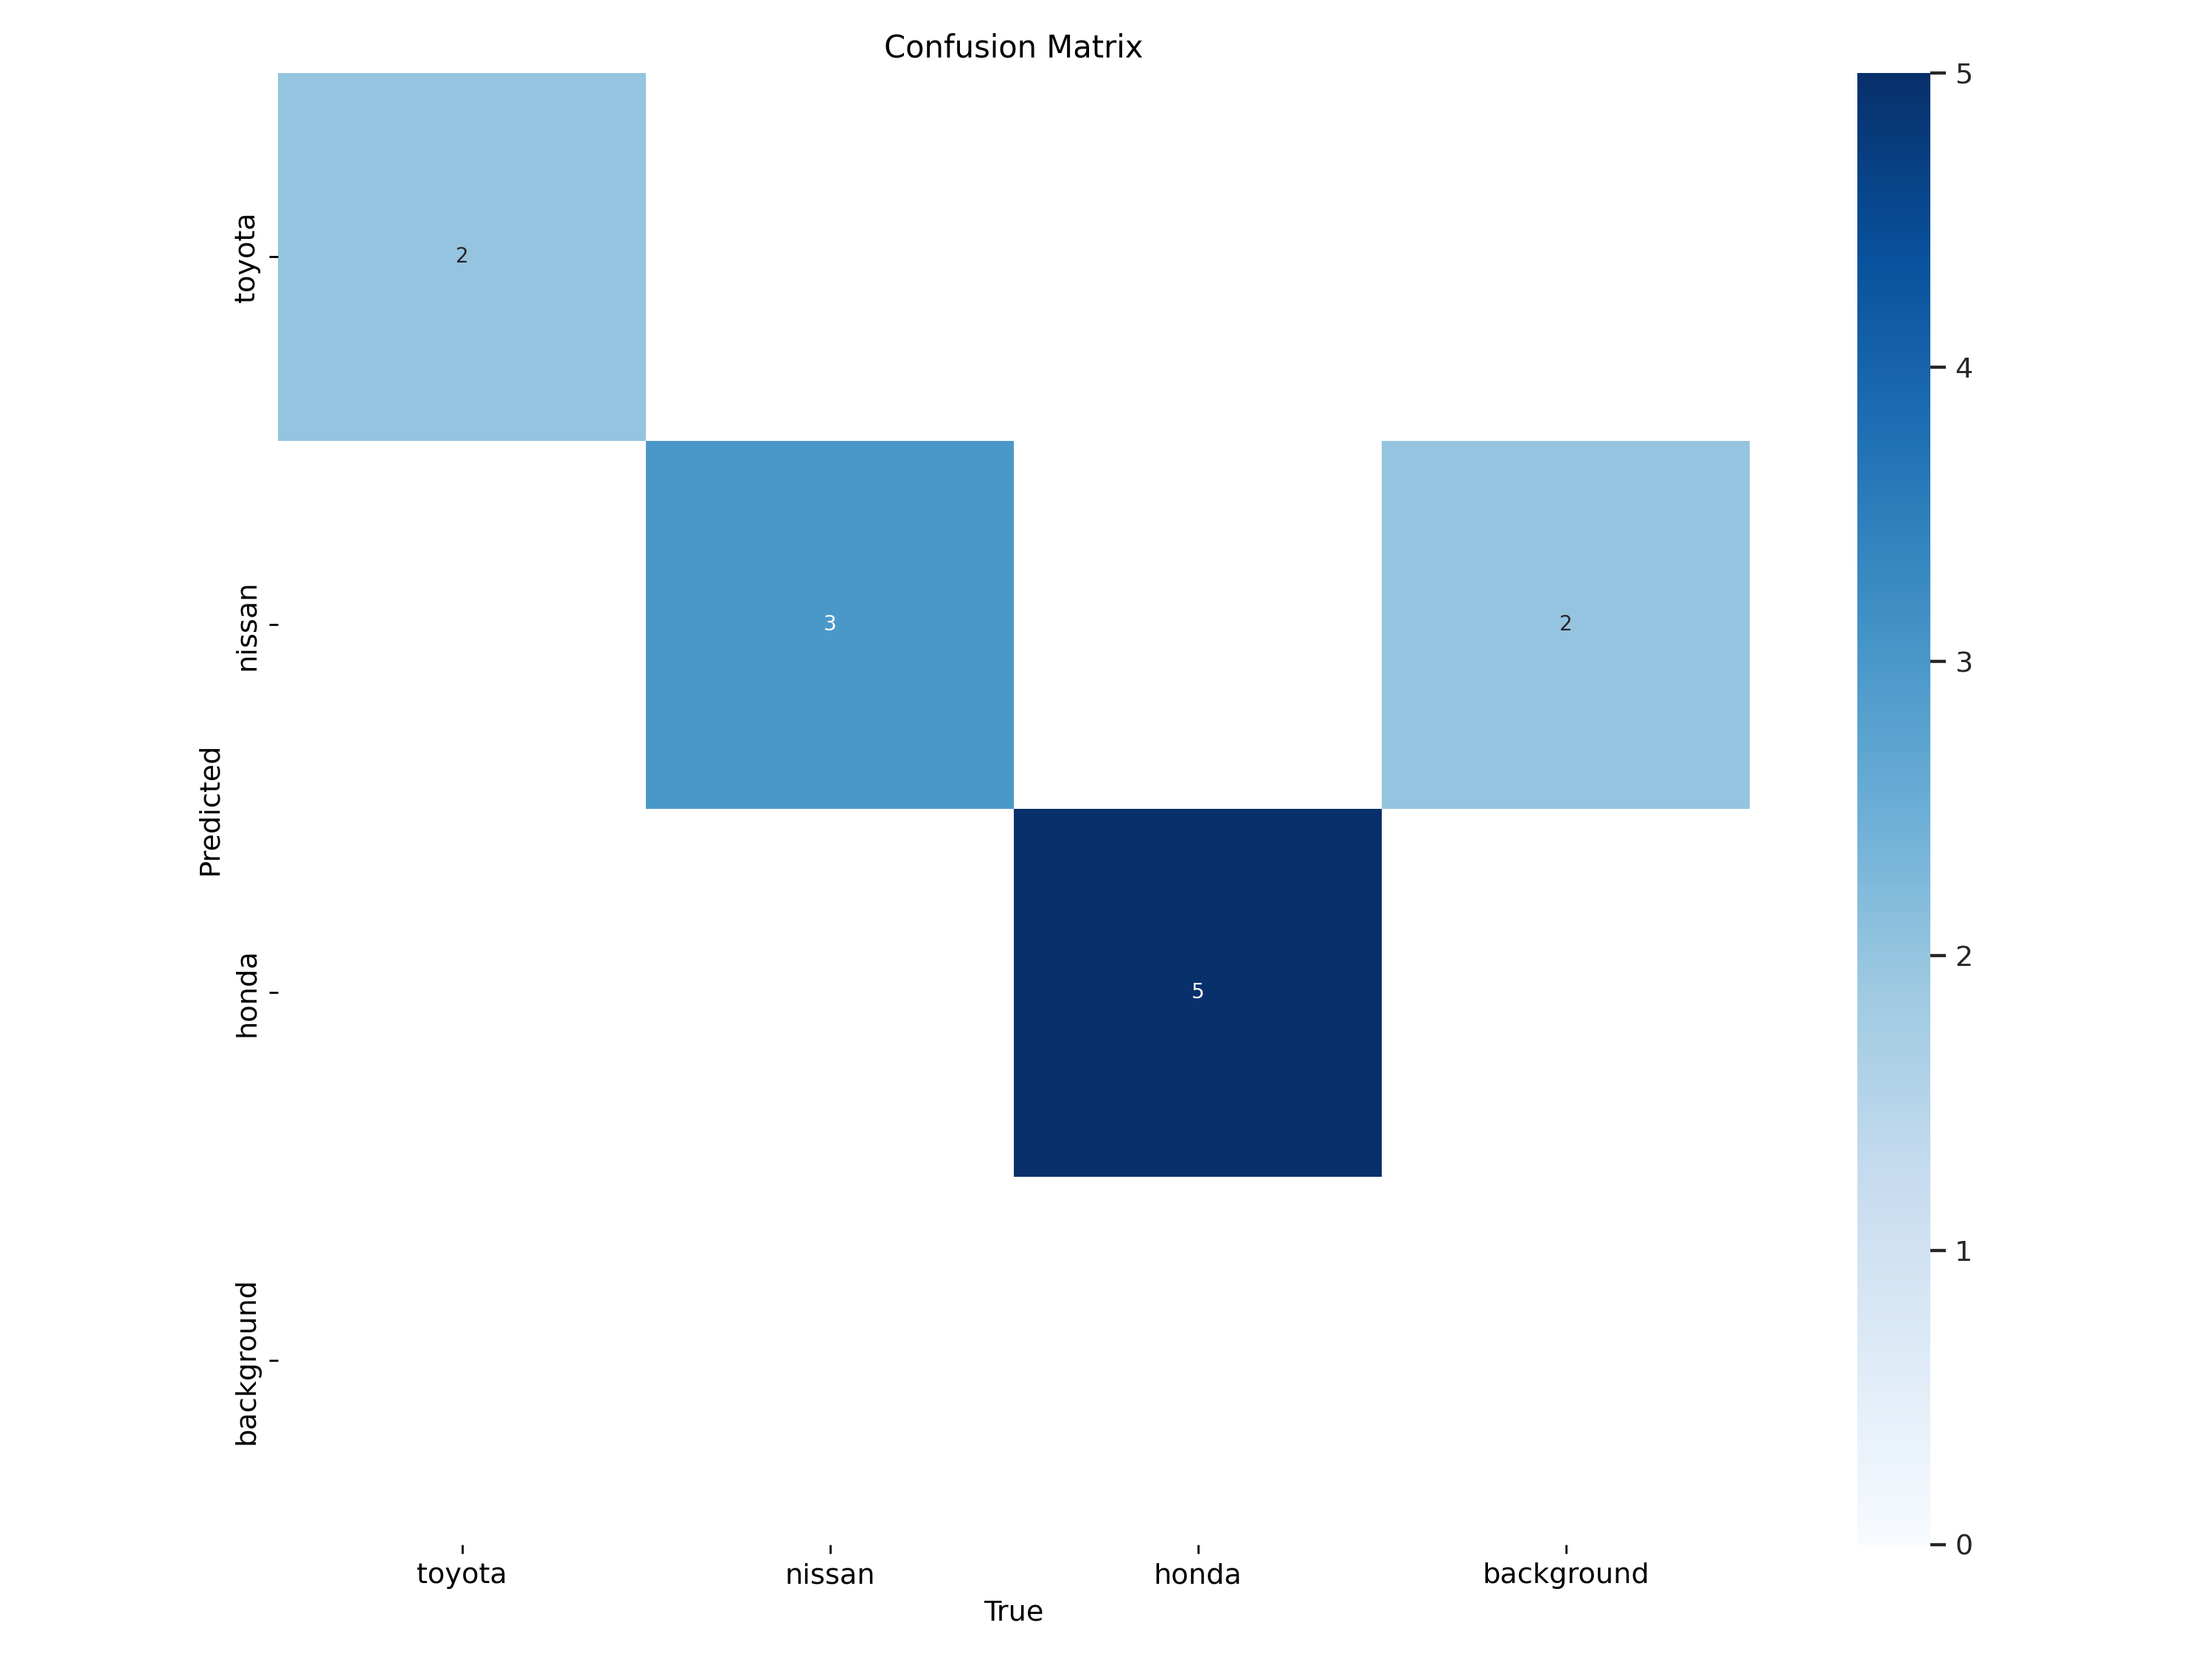 Confusion Matrix
toyota
nissan
honda
background
Predicted
2
3
2
5
toyota
nissan
honda
background
True
5
4
3
2
1
0